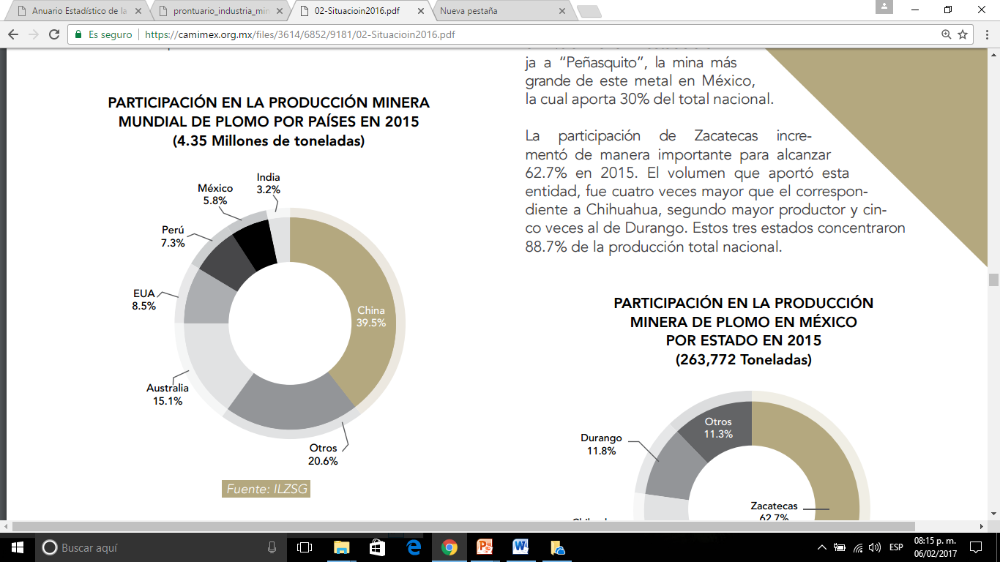 Anuario Estadístico de la
prontuario_industria_min
02-Situacioin2016.pdf
Nueva pestaña
Es seguro
https://camimex.org.mx/files/3614/6852/9181/02-Situacioin2016.pdf
PARTICIPACIÓN EN LA PRODUCCIÓN MINERA
MUNDIAL DE PLOMO POR PAÍSES EN 2015
(4.35 Millones de toneladas)
India
3.2%
México
5.8%
Perú
7.3%
EUA
8.5%
China
39.5%
Australia
15.1%
Otros
20.6%
Fuente: ILZSG
ja a “Peñasquito”, la mina más
grande de este metal en México,
la cual aporta 30% del total nacional.
La participación de Zacatecas incre-
mentó de manera importante para alcanzar
62.7% en 2015. El volumen que aportó esta
entidad, fue cuatro veces mayor que el correspon-
diente a Chihuahua, segundo mayor productor y cin-
co veces al de Durango. Estos tres estados concentraron
88.7% de la producción total nacional.
PARTICIPACIÓN EN LA PRODUCCIÓN
MINERA DE PLOMO EN MÉXICO
POR ESTADO EN 2015
(263,772 Toneladas)
Otros
11.3%
Durango
11.8%
Zacatecas
62.7%
Buscar aquí
ESP
08:15 p. m.
06/02/2017